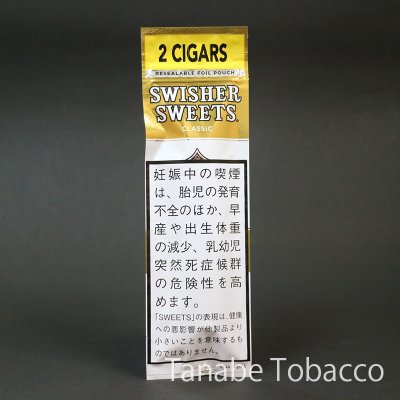 2 CIGARS
RESEALABLE FOIL POUCH
SWISHER
SWEETS
CLASSIC
妊娠中の喫煙
は、胎児の発育
不全のほか、早
産や出生体重
の減少、乳幼児
突然死症候群
の危険性を高
めます。
「SWEETS」の表現は、健康
への悪影響が他製品より
小さいことを意味するも
のではありません。
Tanabe Tobacco